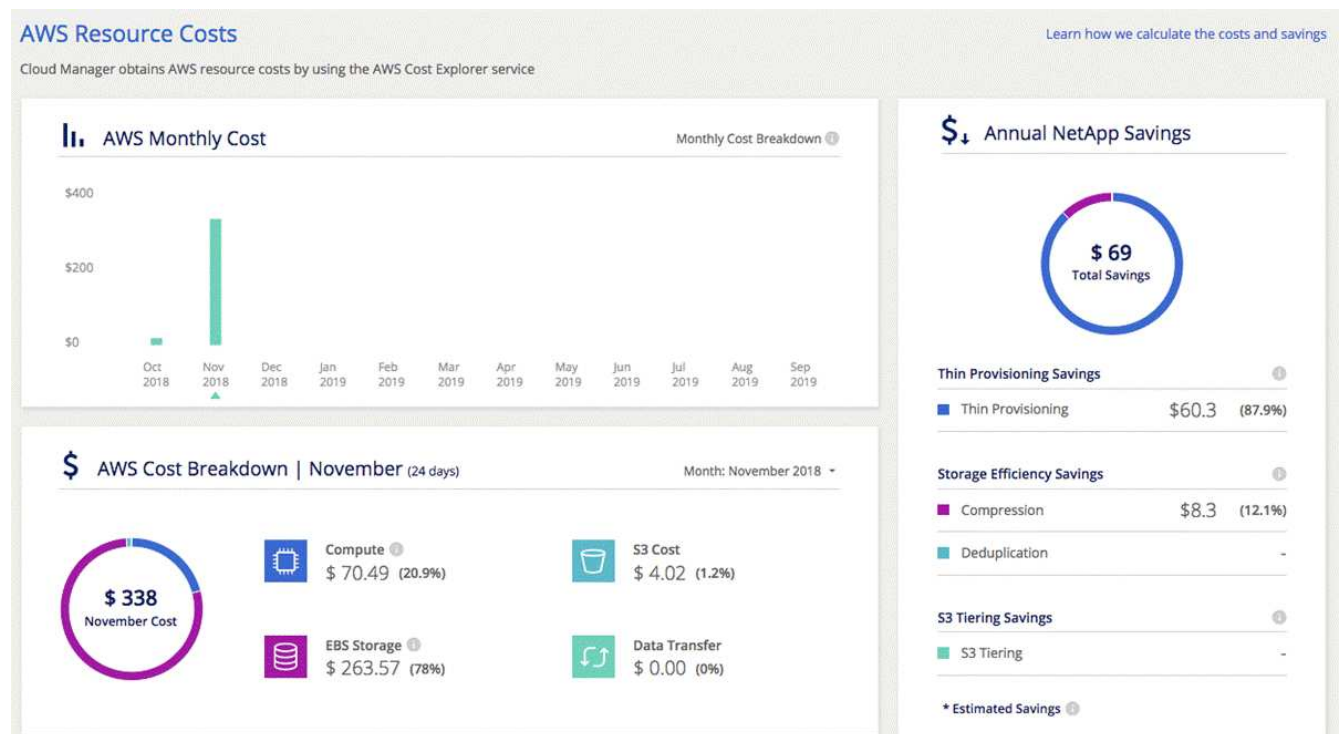 AWS Resource Costs
Learn how we calculate the costs and savings
Cloud Manager obtains AWS resource costs by using the AWS Cost Explorer service
AWS Monthly Cost
Monthly Cost Breakdown
$400
$200
$0
Oct Nov Dec Jan Feb Mar Apr May Jun Jul Aug Sep
2018 2018 2018 2019 2019 2019 2019 2019 2019 2019 2019 2019
AWS Cost Breakdown | November (24 days)
Month: November 2018
$ 338
November Cost
Compute
$ 70.49 (20.9%)
S3 Cost
$ 4.02 (1.2%)
EBS Storage
$ 263.57 (78%)
Data Transfer
$ 0.00 (0%)
Annual NetApp Savings
$ 69
Total Savings
Thin Provisioning Savings
Thin Provisioning $60.3 (87.9%)
Storage Efficiency Savings
Compression $8.3 (12.1%)
Deduplication -
S3 Tiering Savings
S3 Tiering -
* Estimated Savings